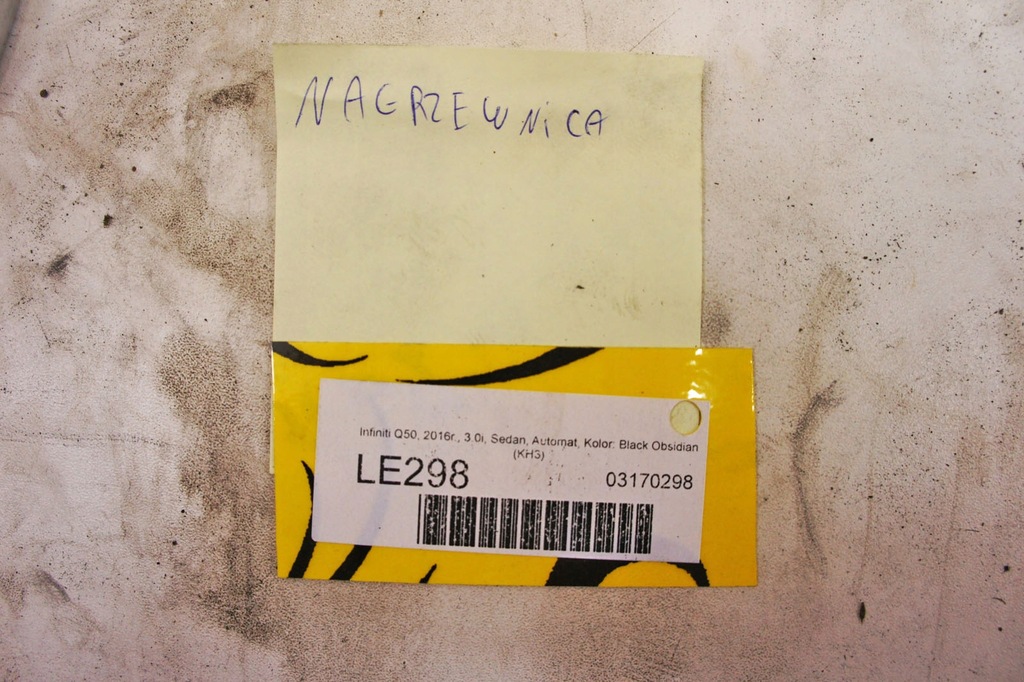 NAGRZEWNiCA
Infiniti Q50, 2016r., 3.0i, Sedan, Automat, Kolor: Black Obsidian
(KH3)
LE298
03170298